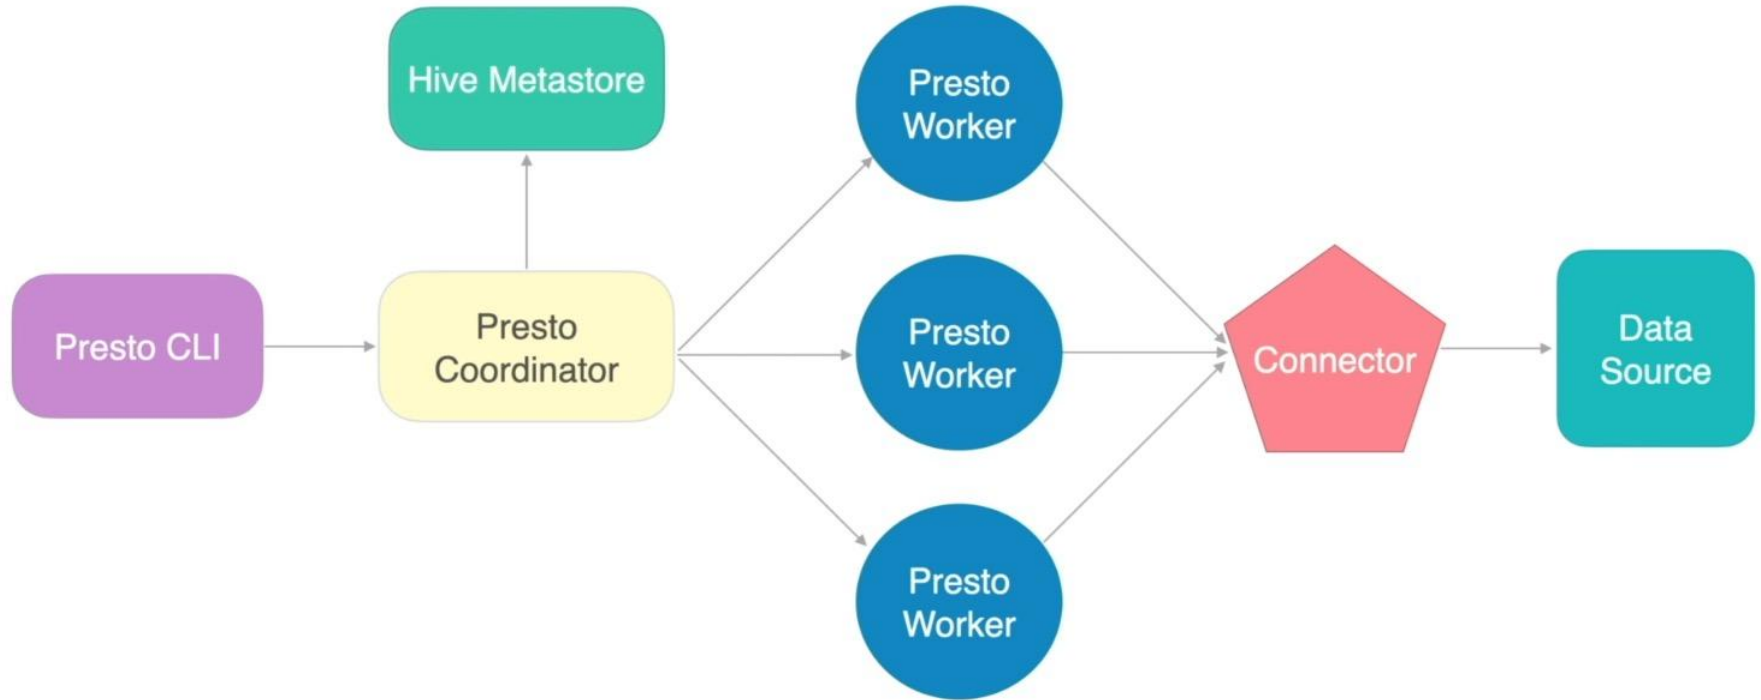 Hive Metastore
Presto
Worker
Presto CLI
Presto
Coordinator
Presto
Worker
Connector
Data
Source
Presto
Worker